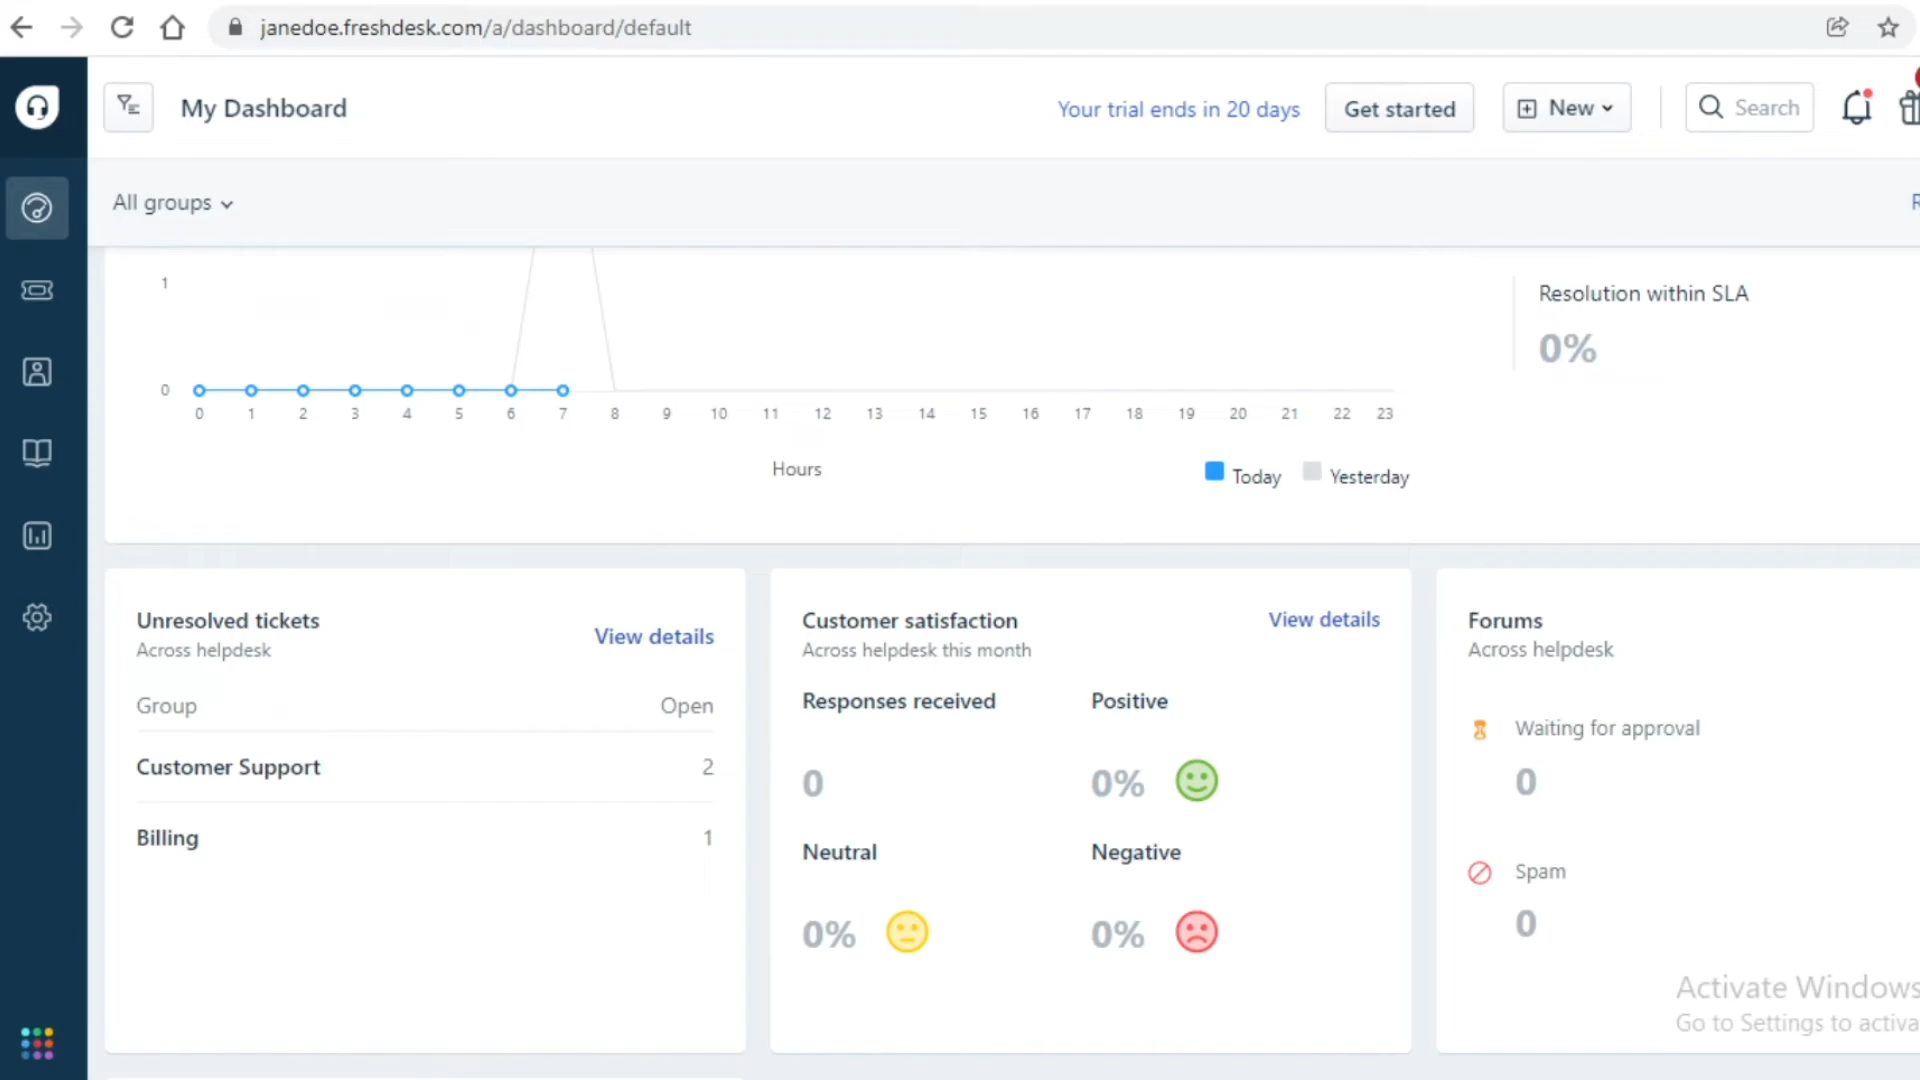 janedoe.freshdesk.com/a/dashboard/default
My Dashboard
Your trial ends in 20 days
Get started
New
Search
All groups
1
0
0 1 2 3 4 5 6 7 8 9 10 11 12 13 14 15 16 17 18 19 20 21 22 23
Hours
Today
Yesterday
Resolution within SLA
0%
Unresolved tickets
Across helpdesk
View details
Group Open
Customer Support 2
Billing 1
Customer satisfaction
Across helpdesk this month
View details
Responses received
0
Positive
0%
Neutral
0%
Negative
0%
Forums
Across helpdesk
Waiting for approval
0
Spam
0
Activate Windows
Go to Settings to activa